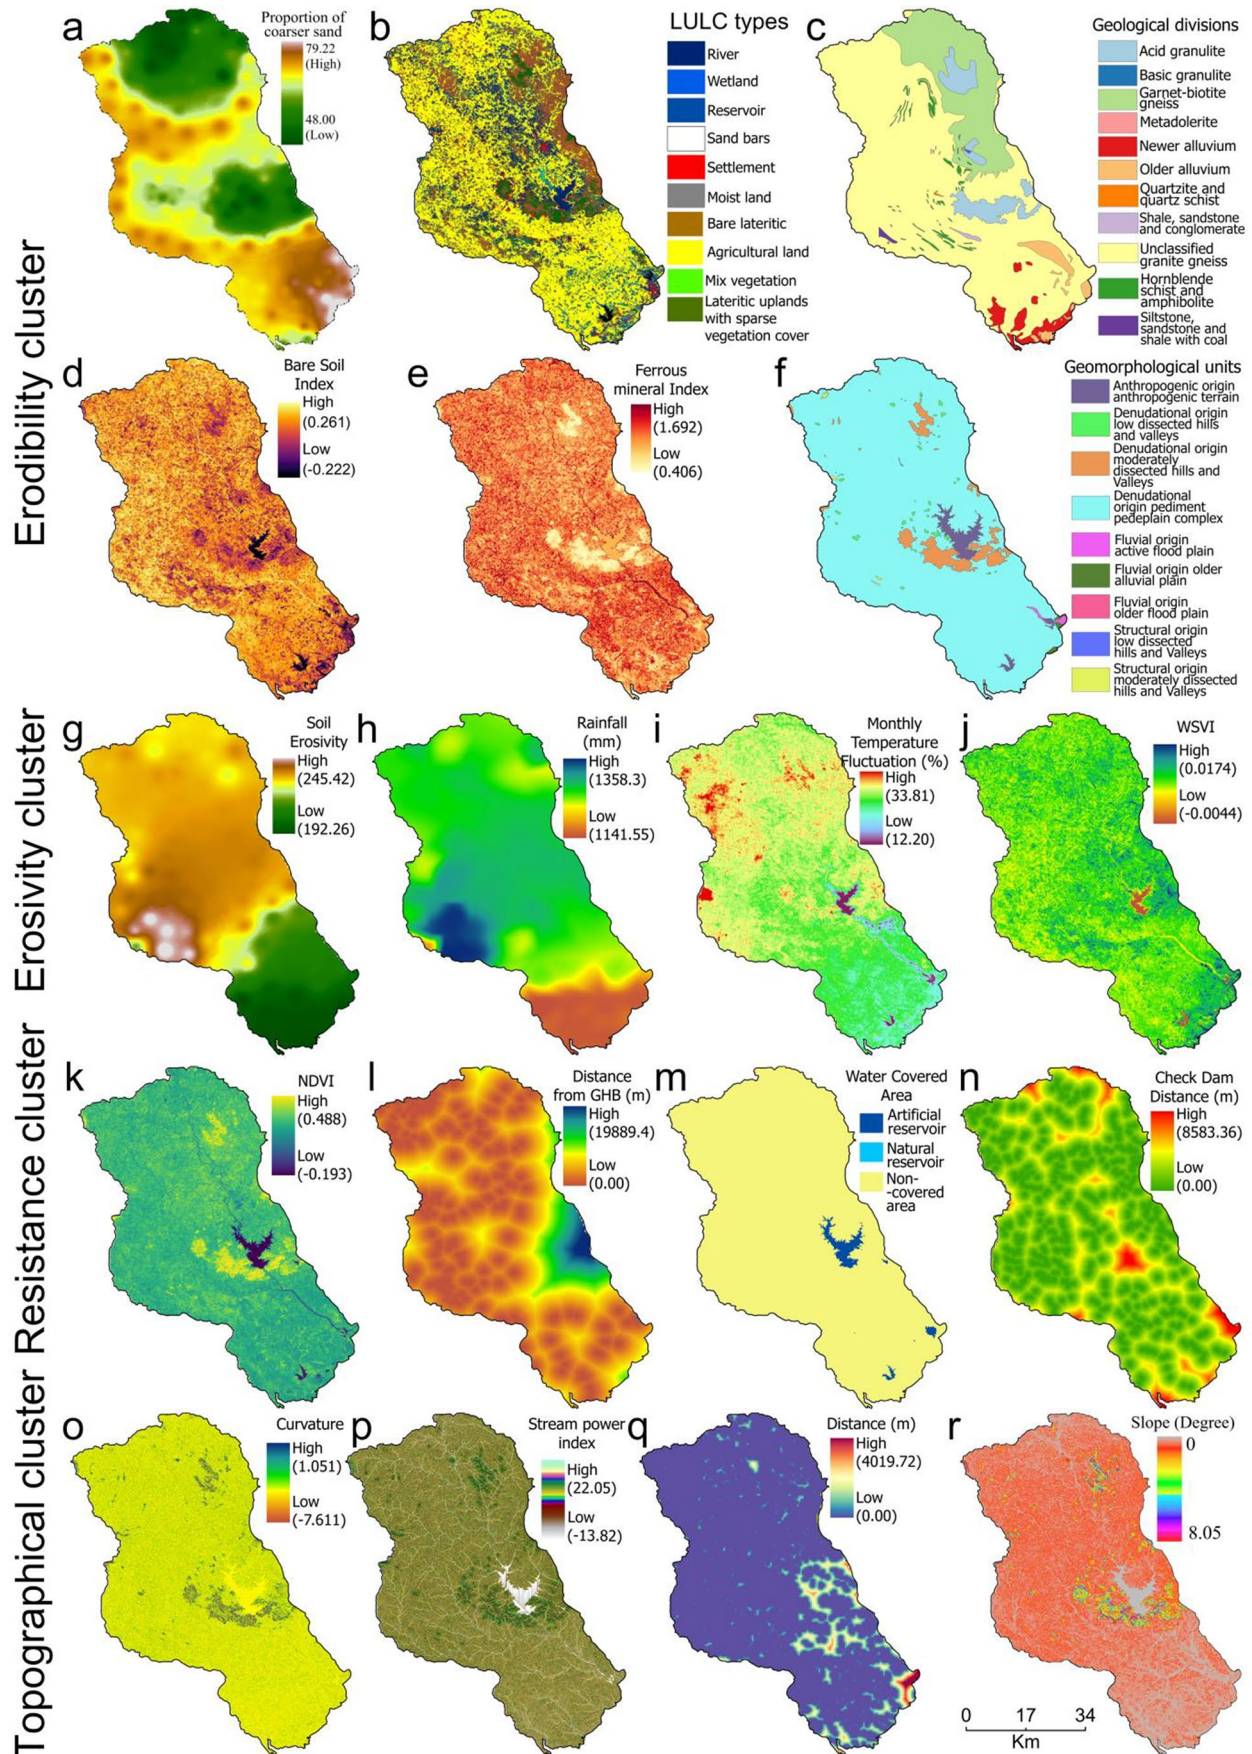 Erodibility cluster
a
Proportion of
coarser sand
79.22
(High)
48.00
(Low)
b
LULC types
River
Wetland
Reservoir
Sand bars
Settlement
Moist land
Bare lateritic
Agricultural land
Mix vegetation
Lateritic uplands
with sparse
vegetation cover
c
Geological divisions
Acid granulite
Basic granulite
Garnet-biotite
gneiss
Metadolerite
Newer alluvium
Older alluvium
Quartzite and
quartz schist
Shale, sandstone
and conglomerate
Unclassified
granite gneiss
Hornblende
schist and
amphibolite
Siltstone,
sandstone and
shale with coal
d
Bare Soil
Index
High
(0.261)
Low
(-0.222)
e
Ferrous
mineral Index
High
(1.692)
Low
(0.406)
f
Geomorphological units
Anthropogenic origin
anthropogenic terrain
Denudational origin
low dissected hills
and valleys
Denudational origin
moderately
dissected hills and
Valleys
Denudational
origin pediment
pedeplain complex
Fluvial origin
active flood plain
Fluvial origin older
alluvial plain
Fluvial origin
older flood plain
Structural origin
low dissected
hills and Valleys
Structural origin
moderately dissected
hills and Valleys
Erosivity cluster
g
Soil
Erosivity
High
(245.42)
Low
(192.26)
h
Rainfall
(mm)
High
(1358.3)
Low
(1141.55)
i
Monthly
Temperature
Fluctuation (%)
High
(33.81)
Low
(12.20)
j
WSVI
High
(0.0174)
Low
(-0.0044)
Resistance cluster
k
NDVI
High
(0.488)
Low
(-0.193)
l
Distance
from GHB (m)
High
(19889.4)
Low
(0.00)
m
Water Covered
Area
Artificial
reservoir
Natural
reservoir
Non-
-covered
area
n
Check Dam
Distance (m)
High
(8583.36)
Low
(0.00)
Topographical cluster
o
Curvature
High
(1.051)
Low
(-7.611)
p
Stream power
index
High
(22.05)
Low
(-13.82)
q
Distance (m)
High
(4019.72)
Low
(0.00)
r
Slope (Degree)
0
8.05
0 17 34
Km